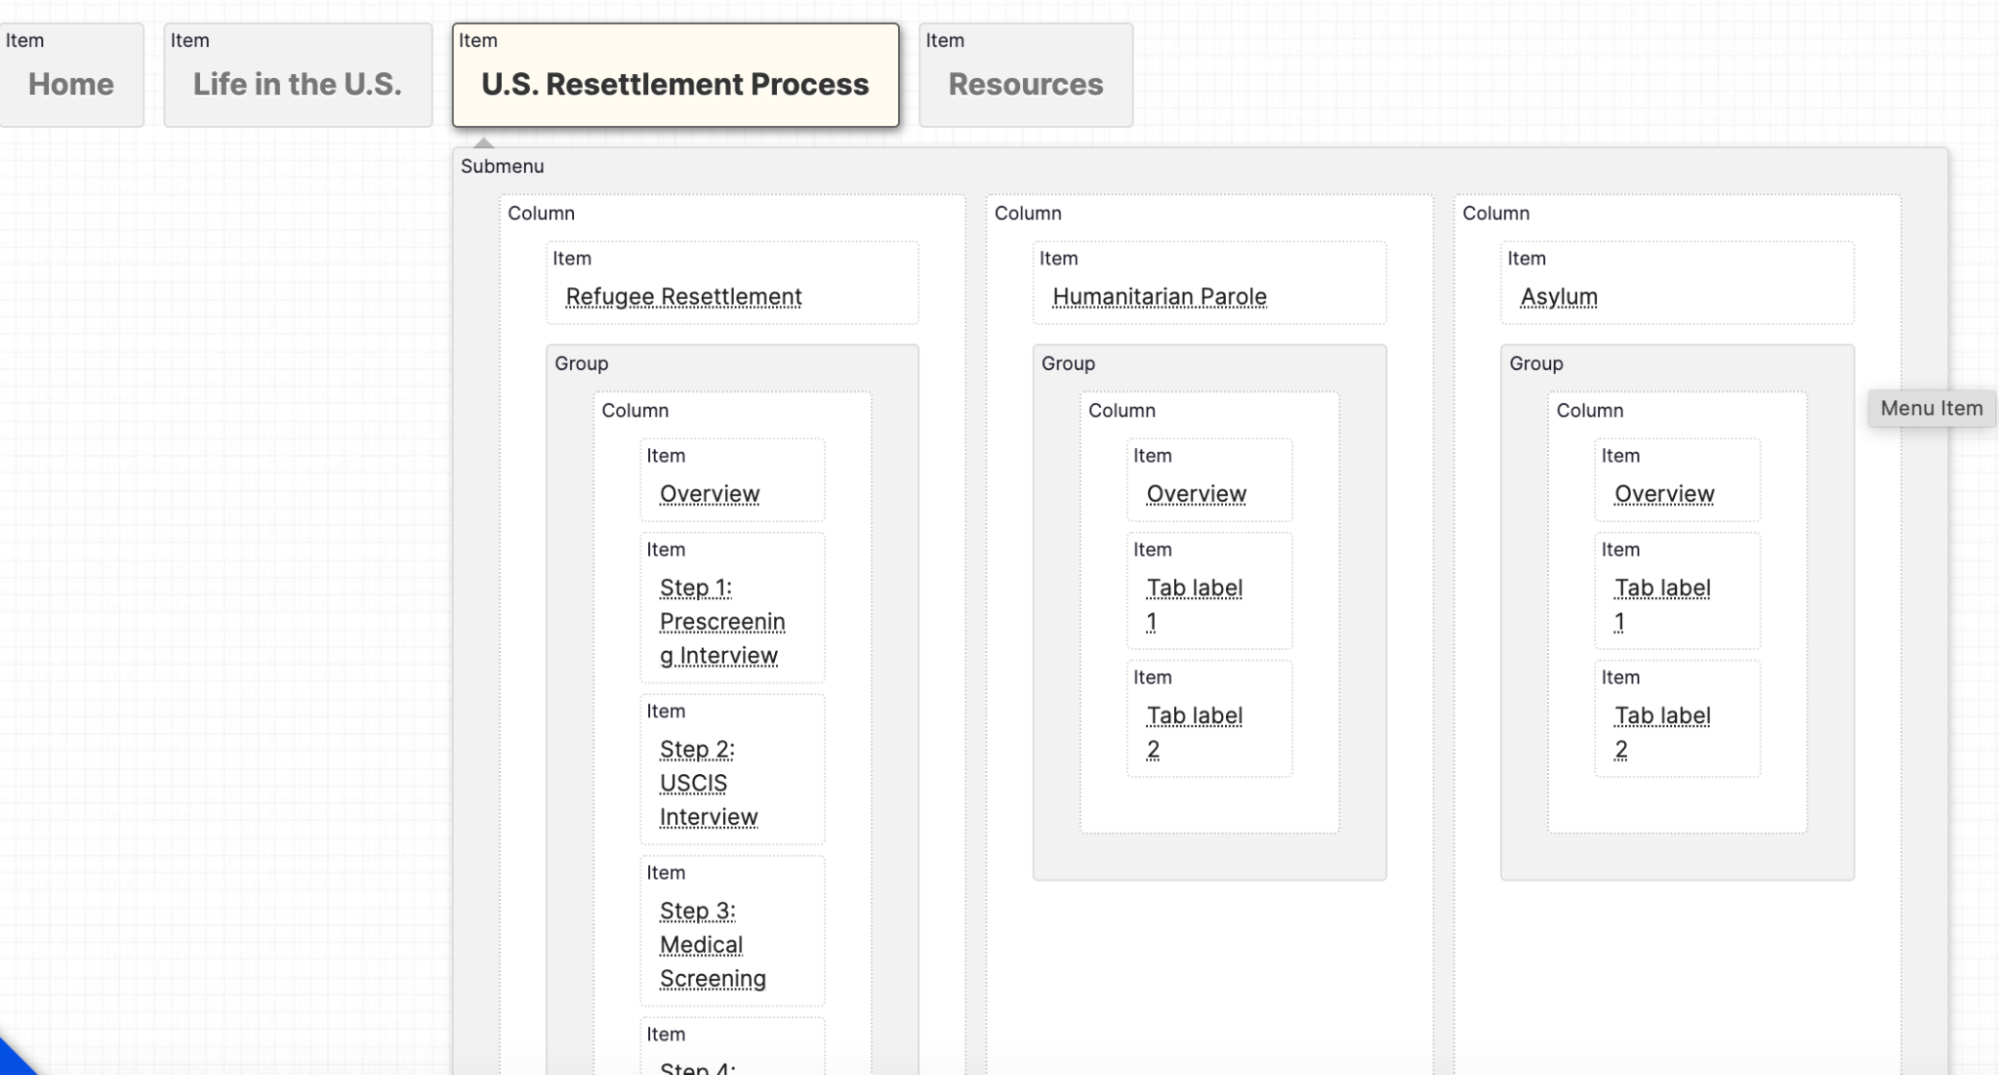 Item
Home
Item
Life in the U.S.
Item
U.S. Resettlement Process
Item
Resources
Submenu
Column
Item
Refugee Resettlement
Group
Column
Item
Overview
Item
Step 1:
Prescreenin
g Interview
Item
Step 2:
USCIS
Interview
Item
Step 3:
Medical
Screening
Item
Step 4:
Column
Item
Humanitarian Parole
Group
Column
Item
Overview
Item
Tab label
1
Item
Tab label
2
Column
Item
Asylum
Group
Column
Item
Overview
Item
Tab label
1
Item
Tab label
2
Menu Item